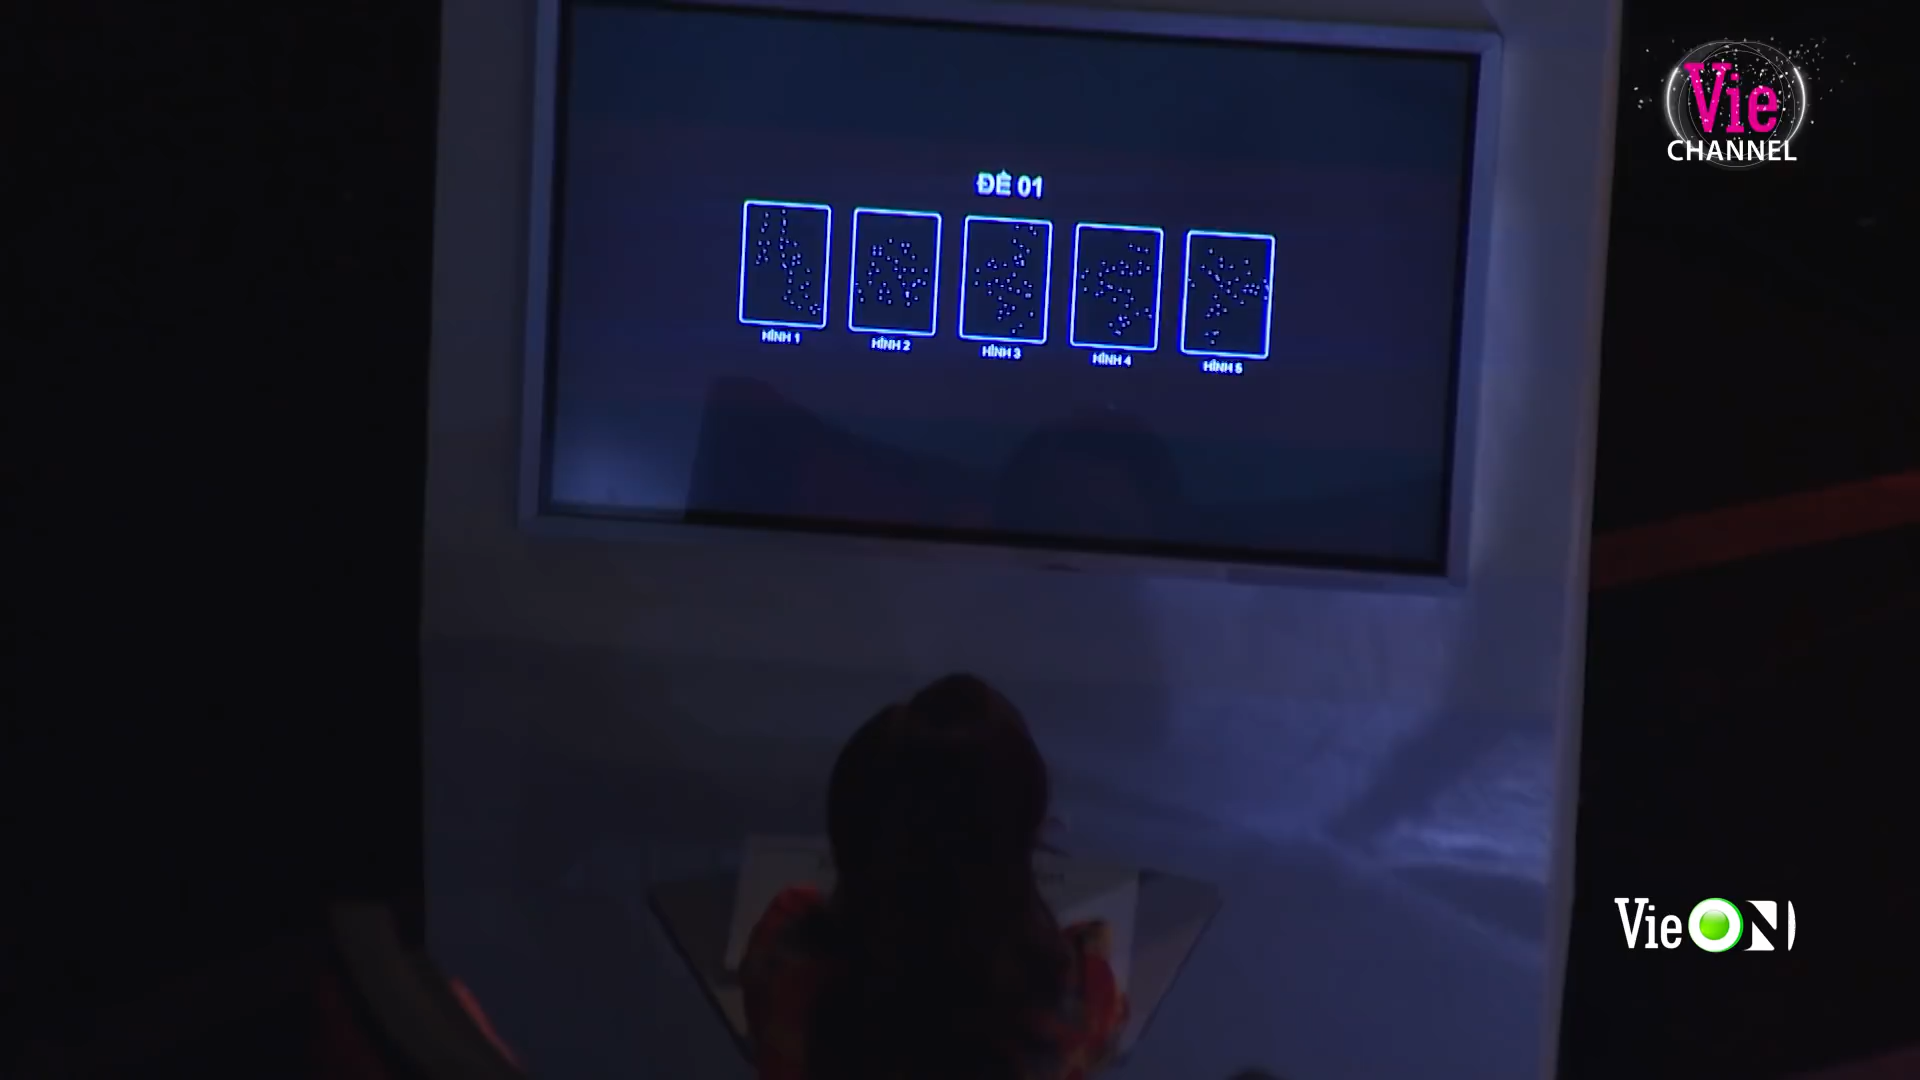 Vie
CHANNEL
ĐỀ 01
HÌNH 1
HÌNH 2
HÌNH 3
HÌNH 4
HÌNH 5
VieON